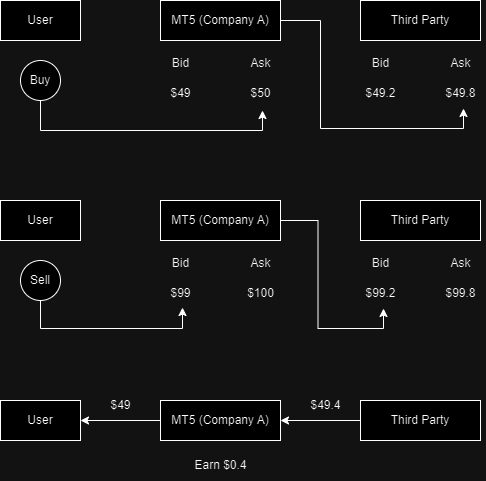 User MT5 (Company A) Third Party
Bid Ask Bid Ask
Buy
$49 $50 $49.2 $49.8
User MT5 (Company A) Third Party
Bid Ask Bid Ask
Sell
$99 $100 $99.2 $99.8
$49 $49.4
User MT5 (Company A) Third Party
Earn $0.4